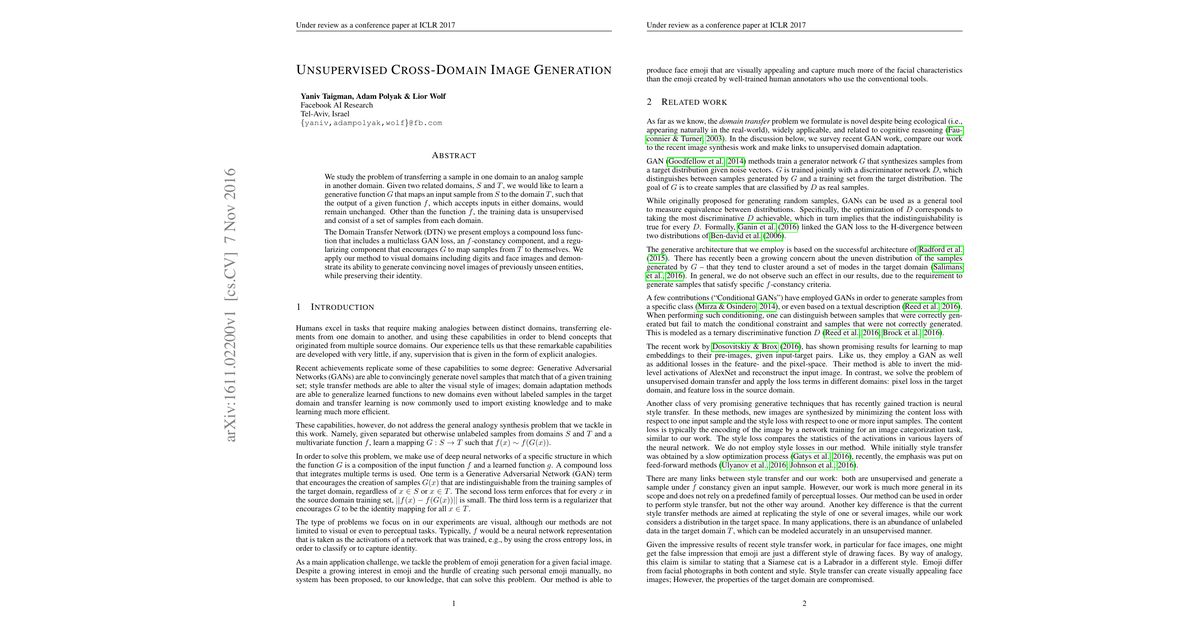 arXiv:1611.02200v1 [cs.CV] 7 Nov 2016
Under review as a conference paper at ICLR 2017
UNSUPERVISED CROSS-DOMAIN IMAGE GENERATION
Yaniv Taigman, Adam Polyak & Lior Wolf
Facebook AI Research
Tel-Aviv, Israel
{yaniv,adampolyak,wolf}@fb.com
ABSTRACT
We study the problem of transferring a sample in one domain to an analog sample
in another domain. Given two related domains, S and T, we would like to learn a
generative function G that maps an input sample from S to the domain T, such that
the output of a given function f, which accepts inputs in either domains, would
remain unchanged. Other than the function f, the training data is unsupervised
and consist of a set of samples from each domain.
The Domain Transfer Network (DTN) we present employs a compound loss func-
tion that includes a multiclass GAN loss, an f-constancy component, and a regu-
larizing component that encourages G to map samples from T to themselves. We
apply our method to visual domains including digits and face images and demon-
strate its ability to generate convincing novel images of previously unseen entities,
while preserving their identity.
1 INTRODUCTION
Humans excel in tasks that require making analogies between distinct domains, transferring ele-
ments from one domain to another, and using these capabilities in order to blend concepts that
originated from multiple source domains. Our experience tells us that these remarkable capabilities
are developed with very little, if any, supervision that is given in the form of explicit analogies.
Recent achievements replicate some of these capabilities to some degree: Generative Adversarial
Networks (GANs) are able to convincingly generate novel samples that match that of a given training
set; style transfer methods are able to alter the visual style of images; domain adaptation methods
are able to generalize learned functions to new domains even without labeled samples in the target
domain and transfer learning is now commonly used to import existing knowledge and to make
learning much more efficient.
These capabilities, however, do not address the general analogy synthesis problem that we tackle in
this work. Namely, given separated but otherwise unlabeled samples from domains S and T and a
multivariate function f, learn a mapping G : S → T such that f(x) ∼ f(G(x)).
In order to solve this problem, we make use of deep neural networks of a specific structure in which
the function G is a composition of the input function f and a learned function g. A compound loss
that integrates multiple terms is used. One term is a Generative Adversarial Network (GAN) term
that encourages the creation of samples G(x) that are indistinguishable from the training samples of
the target domain, regardless of x ∈ S or x ∈ T. The second loss term enforces that for every x in
the source domain training set, ||f(x) − f(G(x))|| is small. The third loss term is a regularizer that
encourages G to be the identity mapping for all x ∈ T.
The type of problems we focus on in our experiments are visual, although our methods are not
limited to visual or even to perceptual tasks. Typically, f would be a neural network representation
that is taken as the activations of a network that was trained, e.g., by using the cross entropy loss, in
order to classify or to capture identity.
As a main application challenge, we tackle the problem of emoji generation for a given facial image.
Despite a growing interest in emoji and the hurdle of creating such personal emoji manually, no
system has been proposed, to our knowledge, that can solve this problem. Our method is able to
1
Under review as a conference paper at ICLR 2017
produce face emoji that are visually appealing and capture much more of the facial characteristics
than the emoji created by well-trained human annotators who use the conventional tools.
2 RELATED WORK
As far as we know, the domain transfer problem we formulate is novel despite being ecological (i.e.,
appearing naturally in the real-world), widely applicable, and related to cognitive reasoning (Fau-
connier & Turner, 2003). In the discussion below, we survey recent GAN work, compare our work
to the recent image synthesis work and make links to unsupervised domain adaptation.
GAN (Goodfellow et al., 2014) methods train a generator network G that synthesizes samples from
a target distribution given noise vectors. G is trained jointly with a discriminator network D, which
distinguishes between samples generated by G and a training set from the target distribution. The
goal of G is to create samples that are classified by D as real samples.
While originally proposed for generating random samples, GANs can be used as a general tool
to measure equivalence between distributions. Specifically, the optimization of D corresponds to
taking the most discriminative D achievable, which in turn implies that the indistinguishability is
true for every D. Formally, Ganin et al. (2016) linked the GAN loss to the H-divergence between
two distributions of Ben-david et al. (2006).
The generative architecture that we employ is based on the successful architecture of Radford et al.
(2015). There has recently been a growing concern about the uneven distribution of the samples
generated by G – that they tend to cluster around a set of modes in the target domain (Salimans
et al., 2016). In general, we do not observe such an effect in our results, due to the requirement to
generate samples that satisfy specific f-constancy criteria.
A few contributions (“Conditional GANs”) have employed GANs in order to generate samples from
a specific class (Mirza & Osindero, 2014), or even based on a textual description (Reed et al., 2016).
When performing such conditioning, one can distinguish between samples that were correctly gen-
erated but fail to match the conditional constraint and samples that were not correctly generated.
This is modeled as a ternary discriminative function D (Reed et al., 2016; Brock et al., 2016).
The recent work by Dosovitskiy & Brox (2016), has shown promising results for learning to map
embeddings to their pre-images, given input-target pairs. Like us, they employ a GAN as well
as additional losses in the feature- and the pixel-space. Their method is able to invert the mid-
level activations of AlexNet and reconstruct the input image. In contrast, we solve the problem of
unsupervised domain transfer and apply the loss terms in different domains: pixel loss in the target
domain, and feature loss in the source domain.
Another class of very promising generative techniques that has recently gained traction is neural
style transfer. In these methods, new images are synthesized by minimizing the content loss with
respect to one input sample and the style loss with respect to one or more input samples. The content
loss is typically the encoding of the image by a network training for an image categorization task,
similar to our work. The style loss compares the statistics of the activations in various layers of
the neural network. We do not employ style losses in our method. While initially style transfer
was obtained by a slow optimization process (Gatys et al., 2016), recently, the emphasis was put on
feed-forward methods (Ulyanov et al., 2016; Johnson et al., 2016).
There are many links between style transfer and our work: both are unsupervised and generate a
sample under f constancy given an input sample. However, our work is much more general in its
scope and does not rely on a predefined family of perceptual losses. Our method can be used in order
to perform style transfer, but not the other way around. Another key difference is that the current
style transfer methods are aimed at replicating the style of one or several images, while our work
considers a distribution in the target space. In many applications, there is an abundance of unlabeled
data in the target domain T, which can be modeled accurately in an unsupervised manner.
Given the impressive results of recent style transfer work, in particular for face images, one might
get the false impression that emoji are just a different style of drawing faces. By way of analogy,
this claim is similar to stating that a Siamese cat is a Labrador in a different style. Emoji differ
from facial photographs in both content and style. Style transfer can create visually appealing face
images; However, the properties of the target domain are compromised.
2